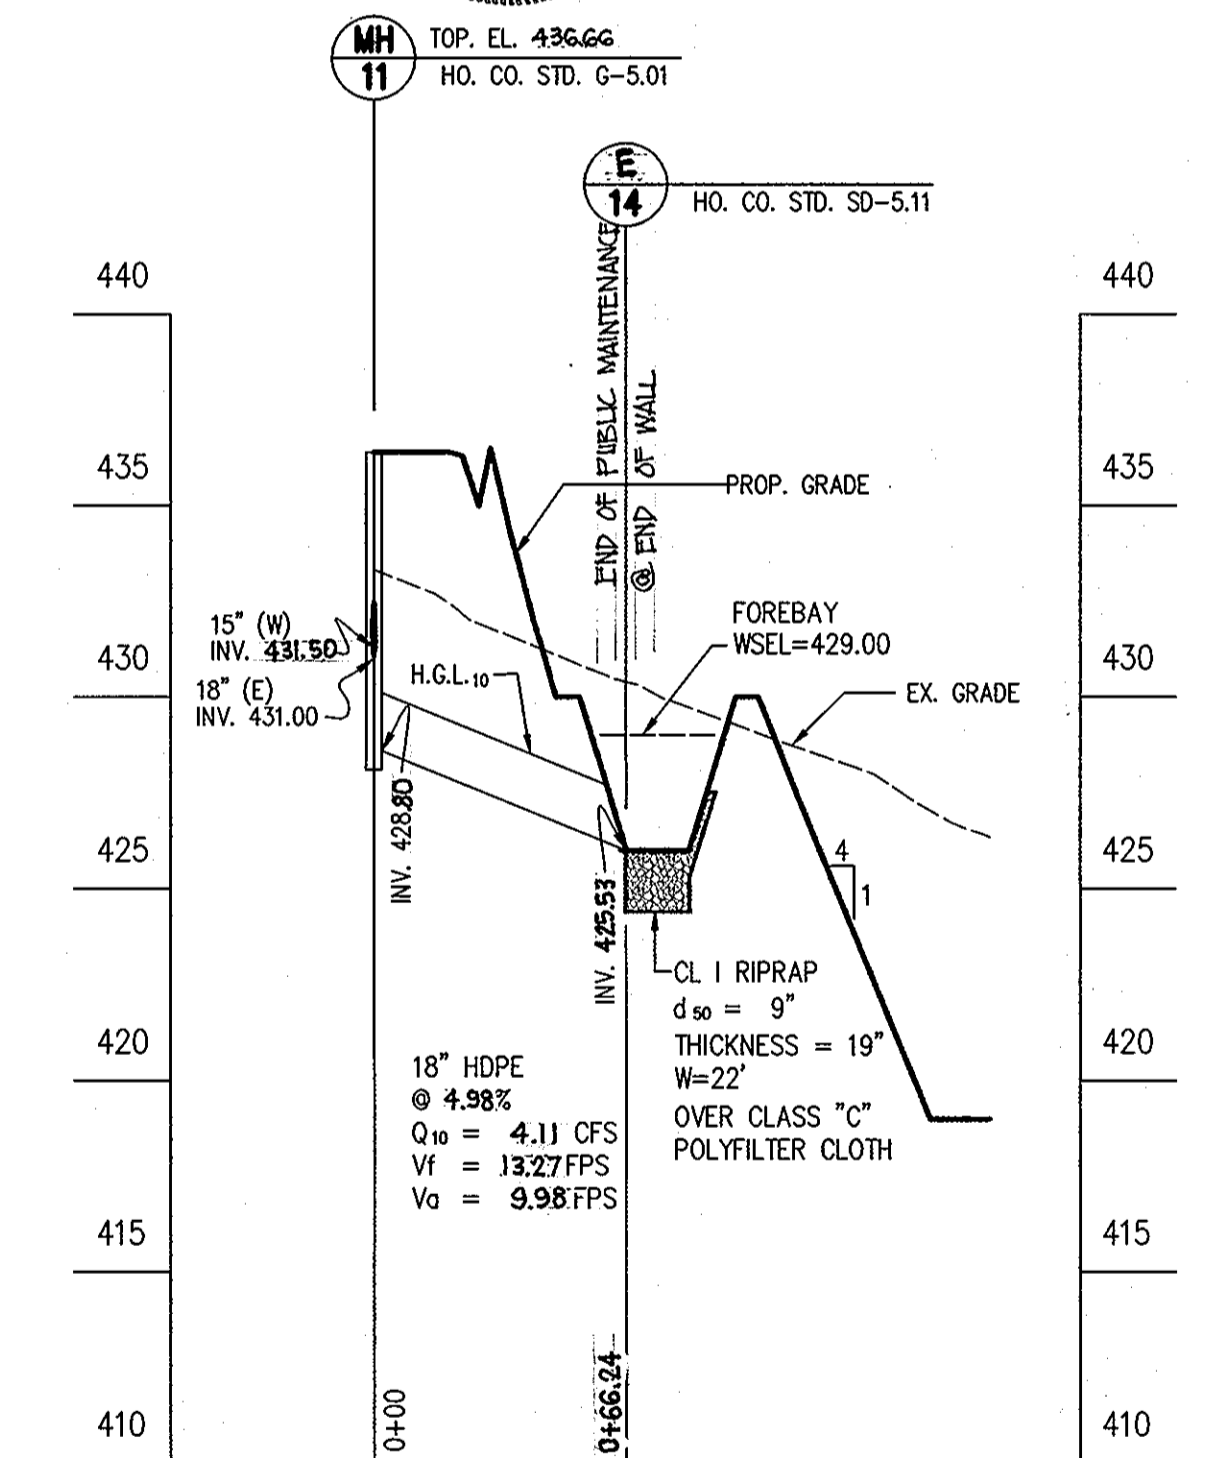 MH
11
TOP. EL. 436.66
HO. CO. STD. G-5.01
E
14
HO. CO. STD. SD-5.11
END OF PUBLIC MAINTENANCE
@ END OF WALL
440
440
435
435
PROP. GRADE
FOREBAY
WSEL=429.00
15" (W)
INV. 431.50
430
430
18" (E)
INV. 431.00
H.G.L.10
EX. GRADE
INV. 428.80
425
425
4
1
INV. 425.53
CL I RIPRAP
d50 = 9"
THICKNESS = 19"
W=22'
OVER CLASS "C"
POLYFILTER CLOTH
420
420
18" HDPE
@ 4.98%
Q10 = 4.11 CFS
Vf = 13.27 FPS
Va = 9.98 FPS
415
415
410
410
0+00
0+66.24